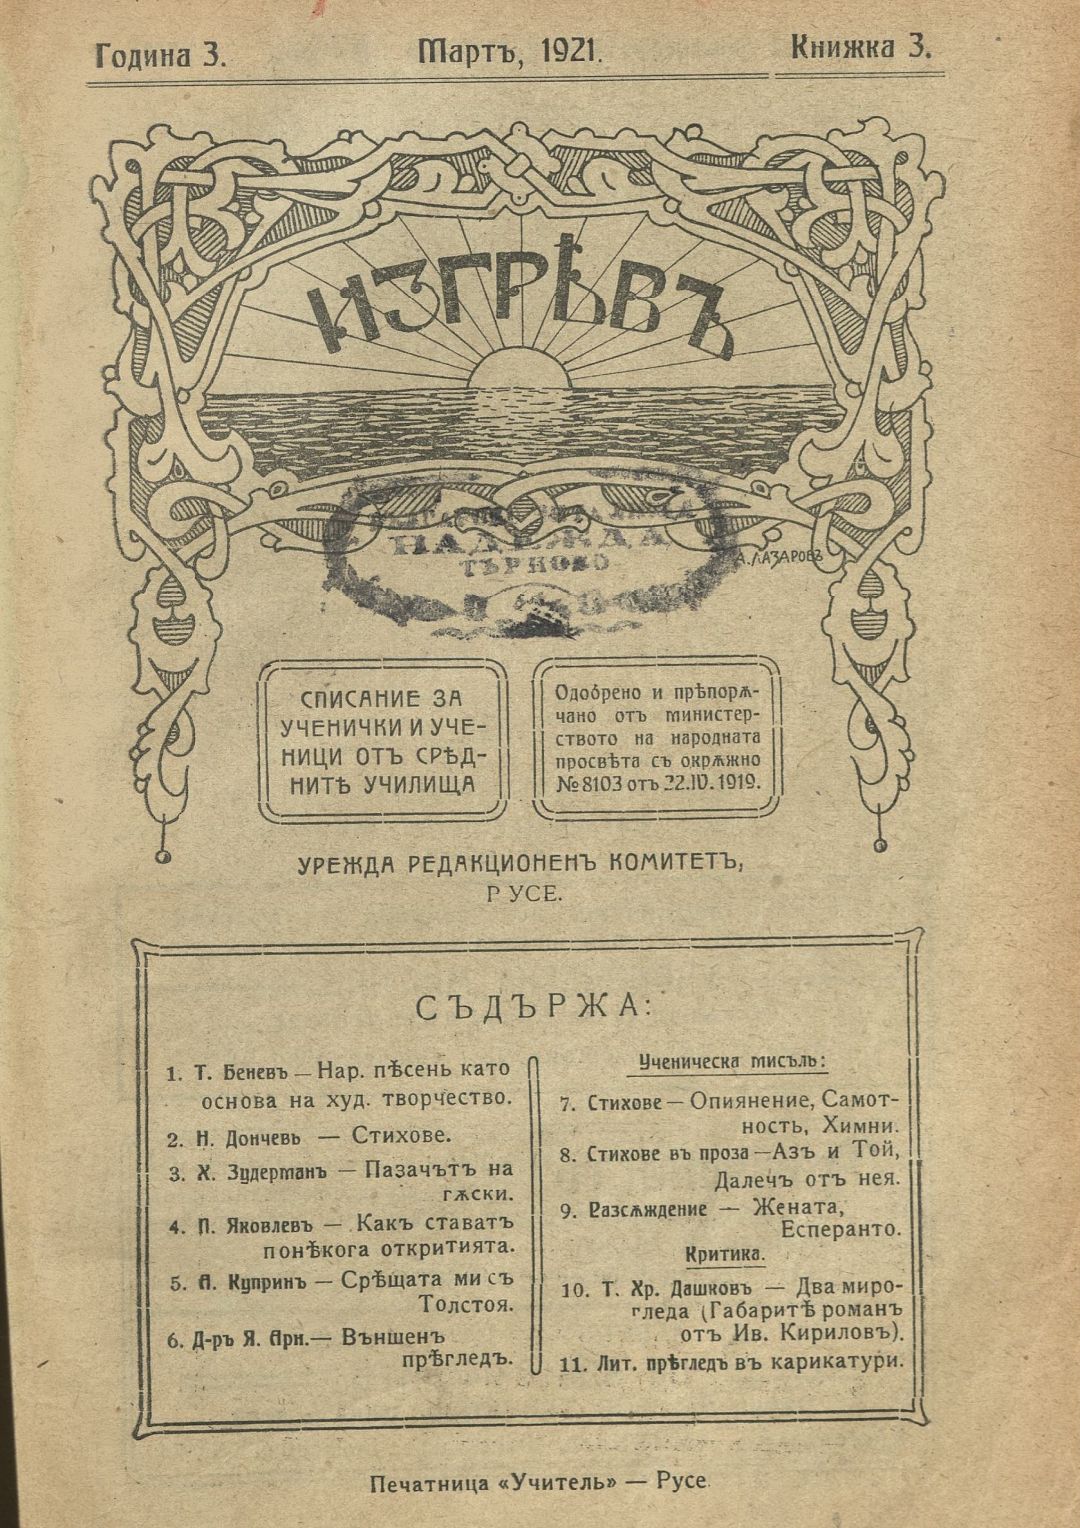 Година 3.
Мартъ, 1921.
Книжка 3.
ИЗГРѢВЪ
НАДЕЖДА
ТЪРНОВО
А. ЛАЗАРОВЪ
СПИСАНИЕ ЗА
УЧЕНИЧКИ И УЧЕ-
НИЦИ ОТЪ СРѢД-
НИТѢ УЧИЛИЩА
Одобрено и прѣпорѫ-
чано отъ министер-
ството на народната
просвѣта съ окрѫжно
№ 8103 отъ 22.IV.1919.
УРЕЖДА РЕДАКЦИОНЕНЪ КОМИТЕТЪ,
РУСЕ.
СЪДЪРЖА:
1. Т. Беневъ — Нар. пѣсень като
основа на худ. творчество.
2. Н. Дончевь — Стихове.
3. Х. Зудерманъ — Пазачътъ на
гѫски.
4. П. Яковлевъ — Какъ ставатъ
понѣкога откритията.
5. А. Купринъ — Срѣщата ми съ
Толстоя.
6. Д-ръ Я. Арн.— Външенъ
прѣгледъ.
Ученическа мисъль:
7. Стихове — Опиянение, Самот-
ность, Химни.
8. Стихове въ проза — Азъ и Той,
Далечъ отъ нея.
9. Разсѫждение — Жената,
Есперанто.
Критика.
10. Т. Хр. Дашковъ — Два миро-
гледа (Габаритѣ романъ
отъ Ив. Кириловъ).
11. Лит. прѣгледъ въ карикатури.
Печатница «Учитель» — Русе